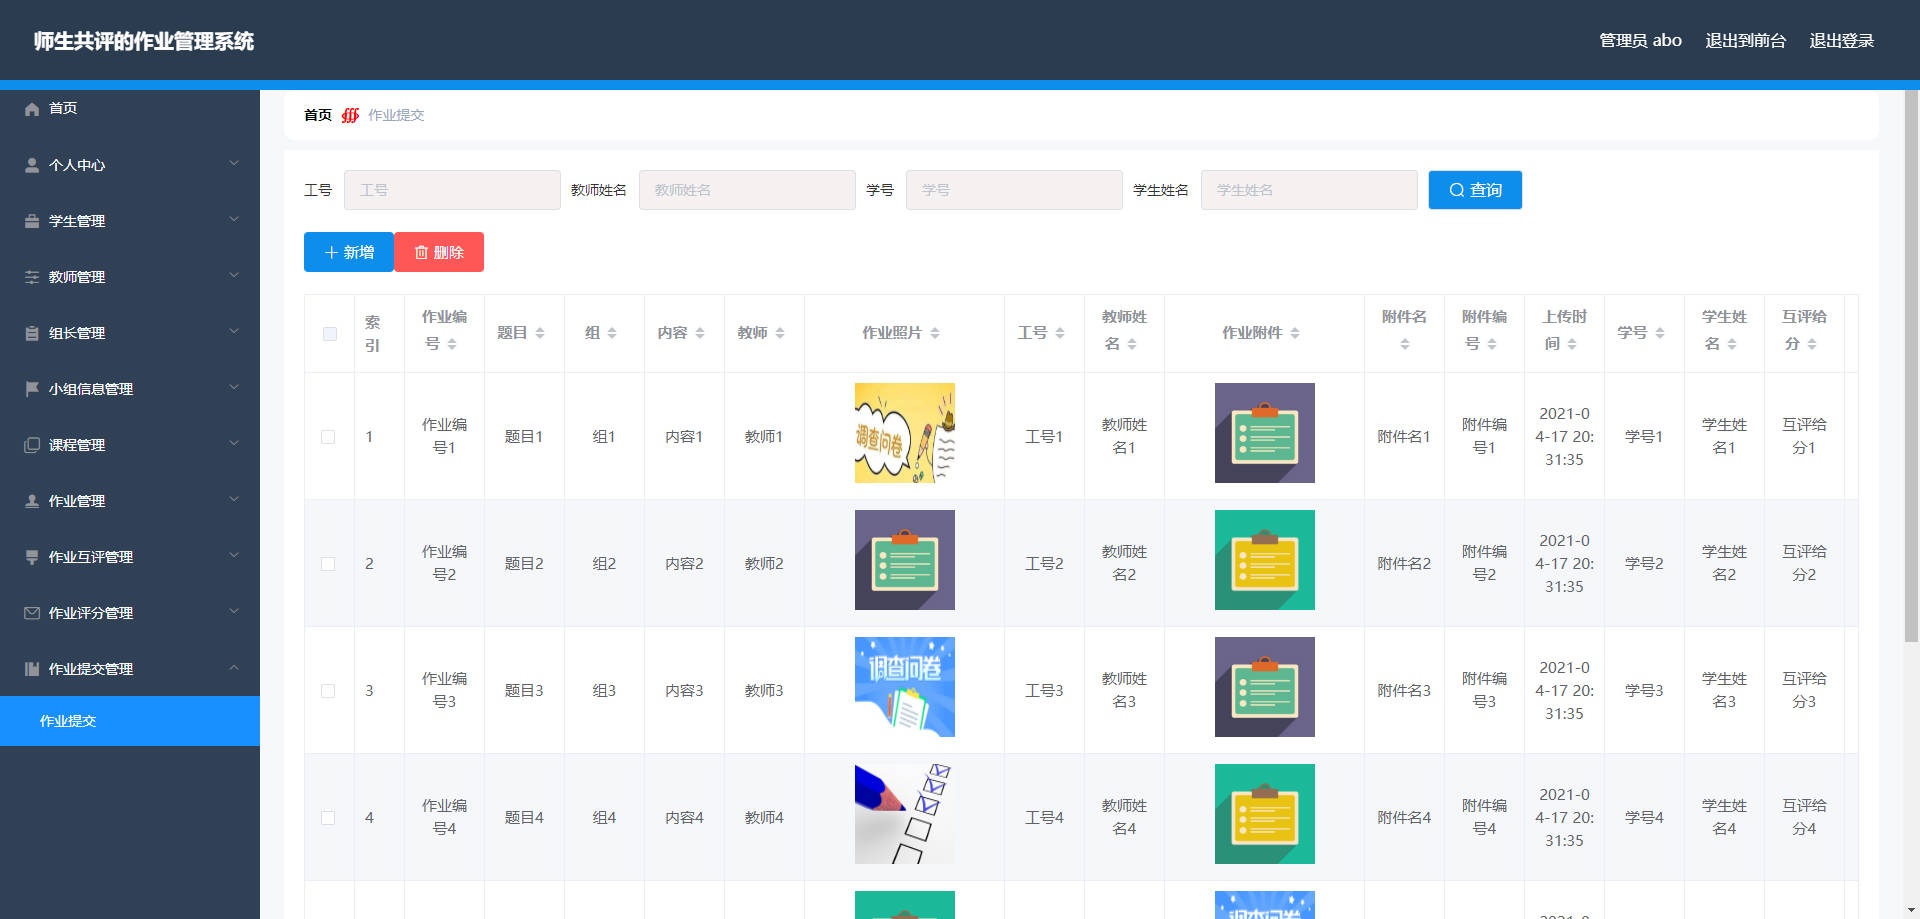 师生共评的作业管理系统
管理员 abo 退出到前台 退出登录
首页
个人中心
学生管理
教师管理
组长管理
小组信息管理
课程管理
作业管理
作业互评管理
作业评分管理
作业提交管理
作业提交
首页 作业提交
工号 工号 教师姓名 教师姓名 学号 学号 学生姓名 学生姓名 查询
新增 删除
索引 作业编号 题目 组 内容 教师 作业照片 工号 教师姓名 作业附件 附件名 附件编号 上传时间 学号 学生姓名 互评给分
1 作业编号1 题目1 组1 内容1 教师1 调查问卷 工号1 教师姓名1 附件名1 附件编号1 2021-04-17 20:31:35 学号1 学生姓名1 互评给分1
2 作业编号2 题目2 组2 内容2 教师2 工号2 教师姓名2 附件名2 附件编号2 2021-04-17 20:31:35 学号2 学生姓名2 互评给分2
3 作业编号3 题目3 组3 内容3 教师3 调查问卷 工号3 教师姓名3 附件名3 附件编号3 2021-04-17 20:31:35 学号3 学生姓名3 互评给分3
4 作业编号4 题目4 组4 内容4 教师4 工号4 教师姓名4 附件名4 附件编号4 2021-04-17 20:31:35 学号4 学生姓名4 互评给分4